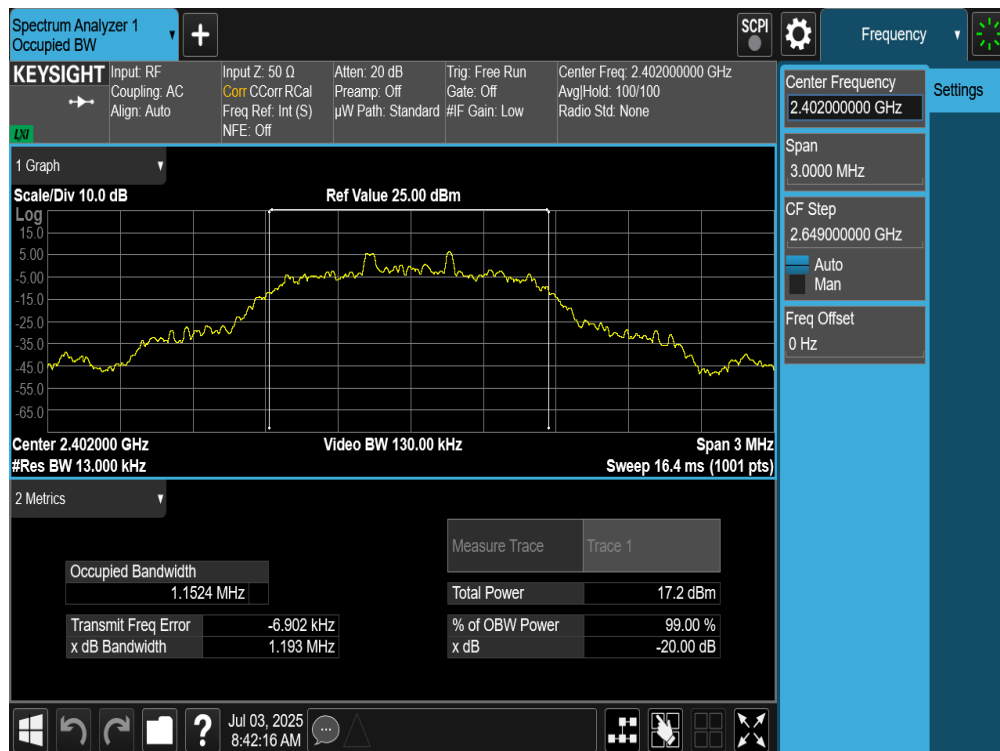 Spectrum Analyzer 1
Occupied BW
+
SCPI
Frequency
KEYSIGHT
LXI
Input: RF
Coupling: AC
Align: Auto
Input Z: 50 Ω
Corr CCorr RCal
Freq Ref: Int (S)
NFE: Off
Atten: 20 dB
Preamp: Off
µW Path: Standard
Trig: Free Run
Gate: Off
#IF Gain: Low
Center Freq: 2.402000000 GHz
Avg|Hold: 100/100
Radio Std: None
Center Frequency
2.402000000 GHz
Settings
Span
3.0000 MHz
CF Step
2.649000000 GHz
Auto
Man
Freq Offset
0 Hz
1 Graph
Scale/Div 10.0 dB
Ref Value 25.00 dBm
Log
15.0
5.00
-5.00
-15.0
-25.0
-35.0
-45.0
-55.0
-65.0
Center 2.402000 GHz
Video BW 130.00 kHz
Span 3 MHz
#Res BW 13.000 kHz
Sweep 16.4 ms (1001 pts)
2 Metrics
Measure Trace
Trace 1
Occupied Bandwidth
1.1524 MHz
Total Power
17.2 dBm
Transmit Freq Error
-6.902 kHz
% of OBW Power
99.00 %
x dB Bandwidth
1.193 MHz
x dB
-20.00 dB
?
Jul 03, 2025
8:42:16 AM